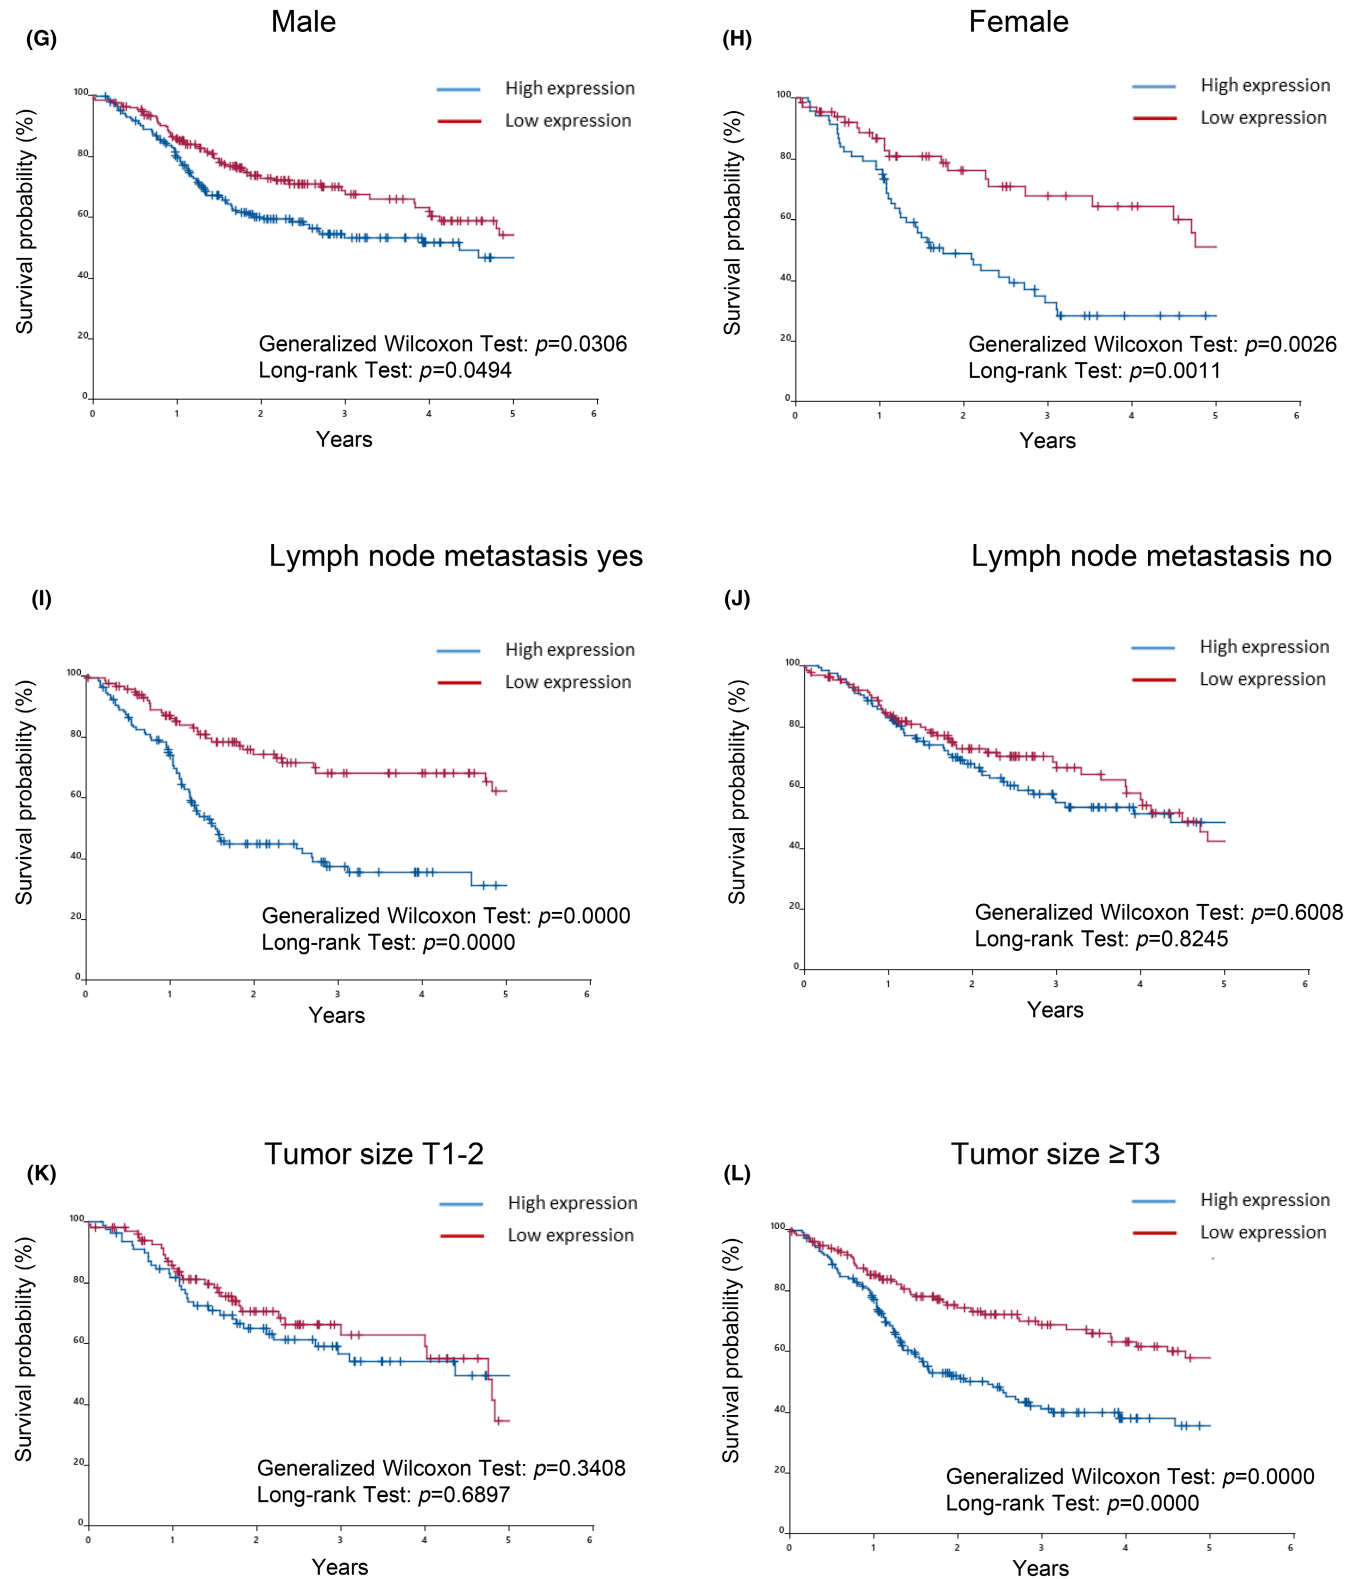 Male
(G)
High expression
Low expression
Survival probability (%)
100
80
60
40
20
0
Generalized Wilcoxon Test: p=0.0306
Long-rank Test: p=0.0494
0 1 2 3 4 5 6
Years
Female
(H)
High expression
Low expression
Survival probability (%)
100
80
60
40
20
0
Generalized Wilcoxon Test: p=0.0026
Long-rank Test: p=0.0011
0 1 2 3 4 5 6
Years
Lymph node metastasis yes
(I)
High expression
Low expression
Survival probability (%)
100
80
60
40
20
0
Generalized Wilcoxon Test: p=0.0000
Long-rank Test: p=0.0000
0 1 2 3 4 5 6
Years
Lymph node metastasis no
(J)
High expression
Low expression
Survival probability (%)
100
80
60
40
20
0
Generalized Wilcoxon Test: p=0.6008
Long-rank Test: p=0.8245
0 1 2 3 4 5 6
Years
Tumor size T1-2
(K)
High expression
Low expression
Survival probability (%)
100
80
60
40
20
0
Generalized Wilcoxon Test: p=0.3408
Long-rank Test: p=0.6897
0 1 2 3 4 5 6
Years
Tumor size ≥T3
(L)
High expression
Low expression
Survival probability (%)
100
80
60
40
20
0
Generalized Wilcoxon Test: p=0.0000
Long-rank Test: p=0.0000
0 1 2 3 4 5 6
Years